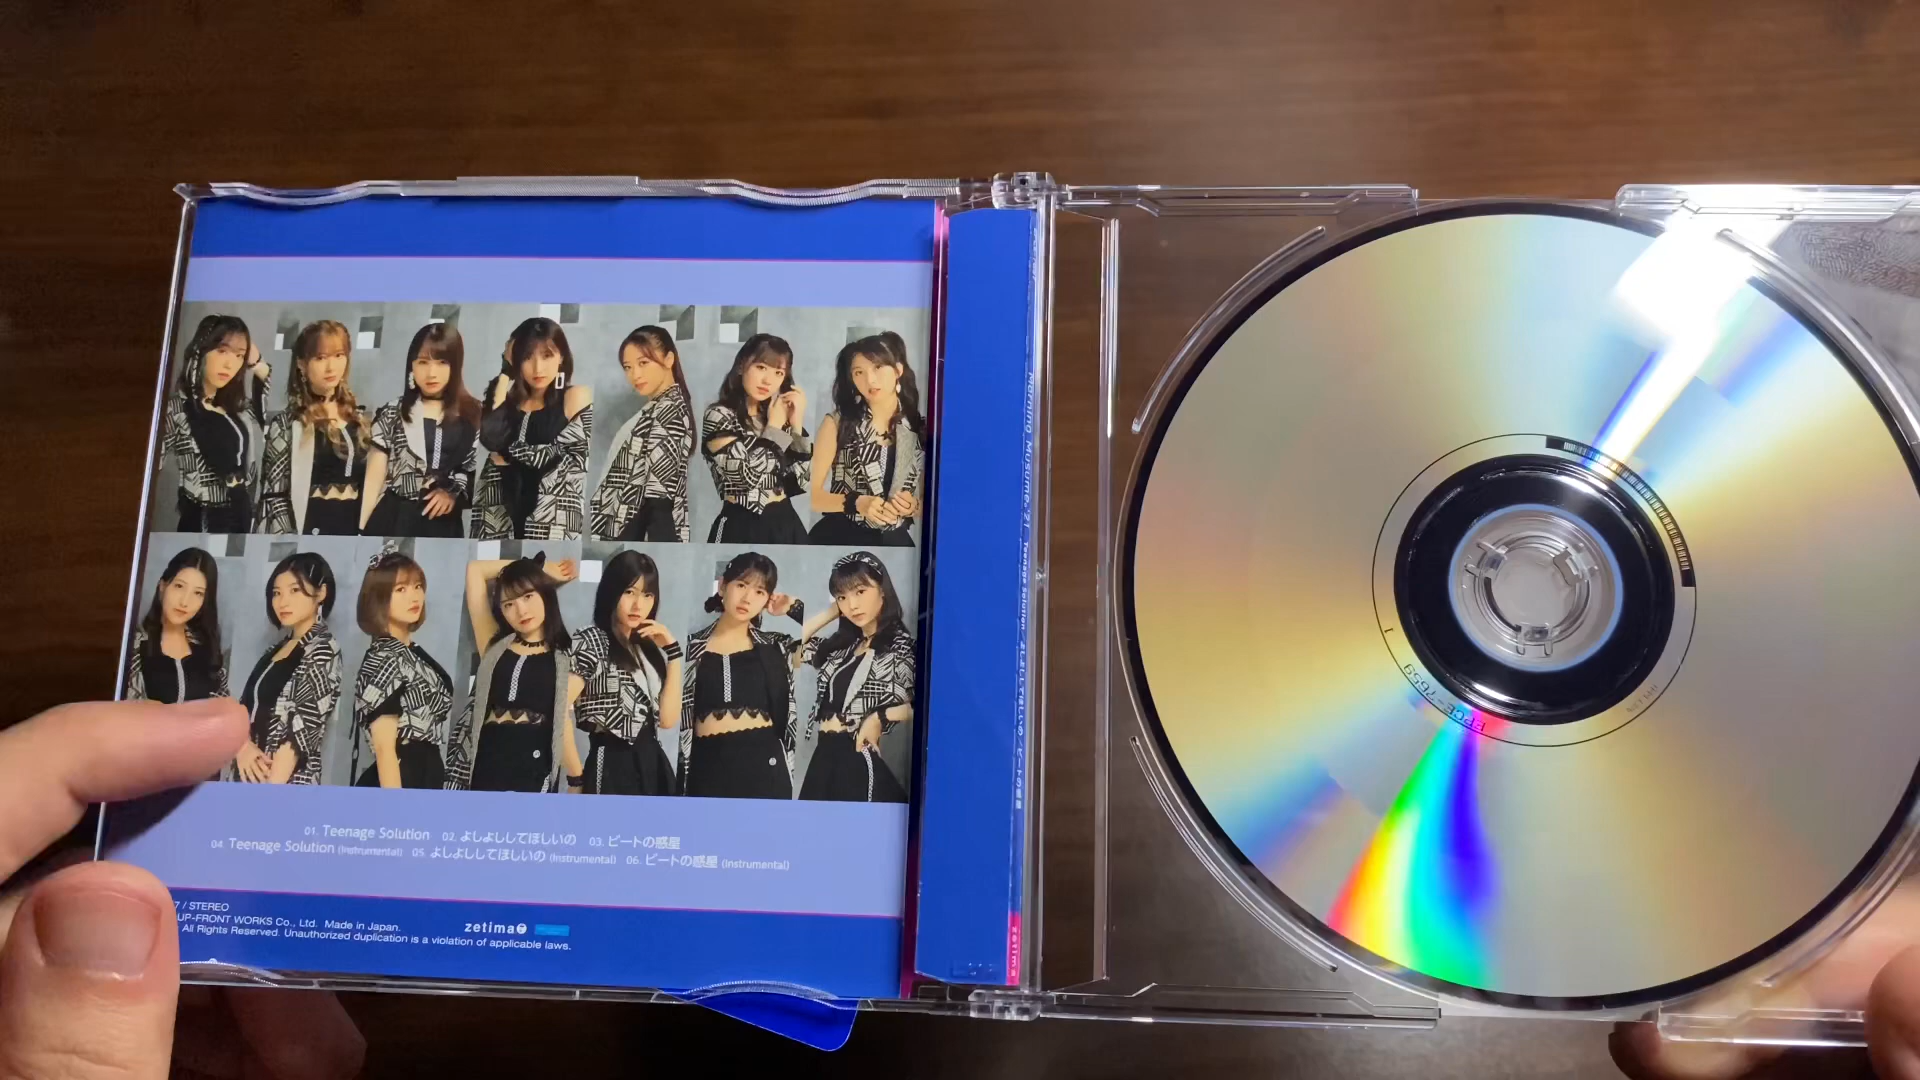 01. Teenage Solution 02. よしよししてほしいの 03. ビートの惑星
04 Teenage Solution (Instrumental) 05. よしよししてほしいの (Instrumental) 06. ビートの惑星 (Instrumental)
7 / STEREO
UP-FRONT WORKS Co., Ltd. Made in Japan.
All Rights Reserved. Unauthorized duplication is a violation of applicable laws.
zetima
Morning Musume。'21 Teenage Solution / よしよししてほしいの / ビートの惑星
zetima
EPCE-7659
1